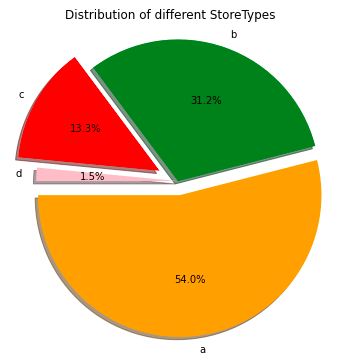 Distribution of different StoreTypes
b
31.2%
c
13.3%
d
1.5%
54.0%
a